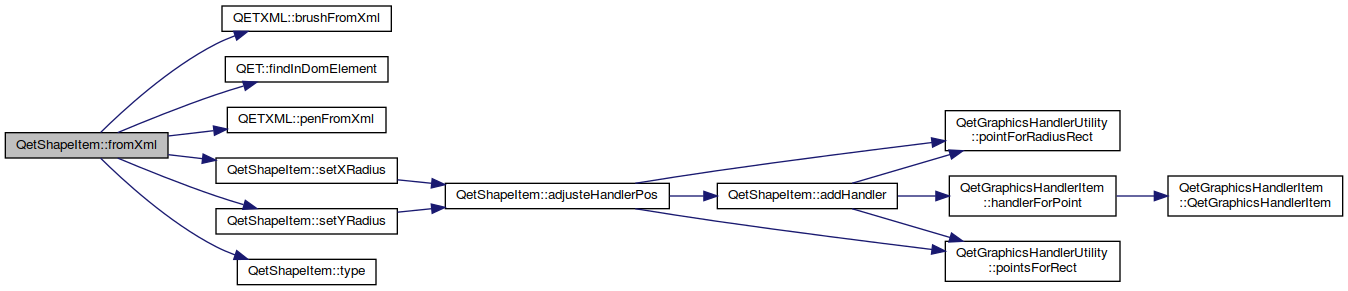 QETXML::brushFromXml
QET::findInDomElement
QETXML::penFromXml
QetShapeItem::fromXml
QetShapeItem::setXRadius
QetShapeItem::setYRadius
QetShapeItem::type
QetShapeItem::adjusteHandlerPos
QetShapeItem::addHandler
QetGraphicsHandlerUtility
::pointForRadiusRect
QetGraphicsHandlerItem
::handlerForPoint
QetGraphicsHandlerUtility
::pointsForRect
QetGraphicsHandlerItem
::QetGraphicsHandlerItem